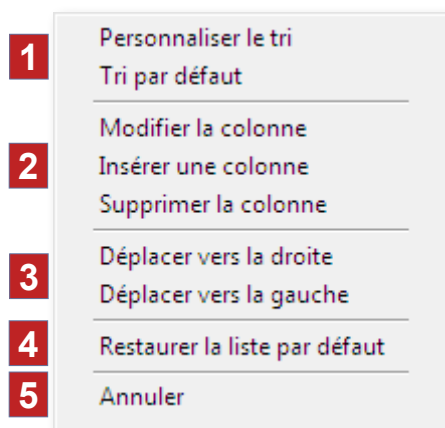 1
Personnaliser le tri
Tri par défaut
2
Modifier la colonne
Insérer une colonne
Supprimer la colonne
3
Déplacer vers la droite
Déplacer vers la gauche
4
Restaurer la liste par défaut
5
Annuler